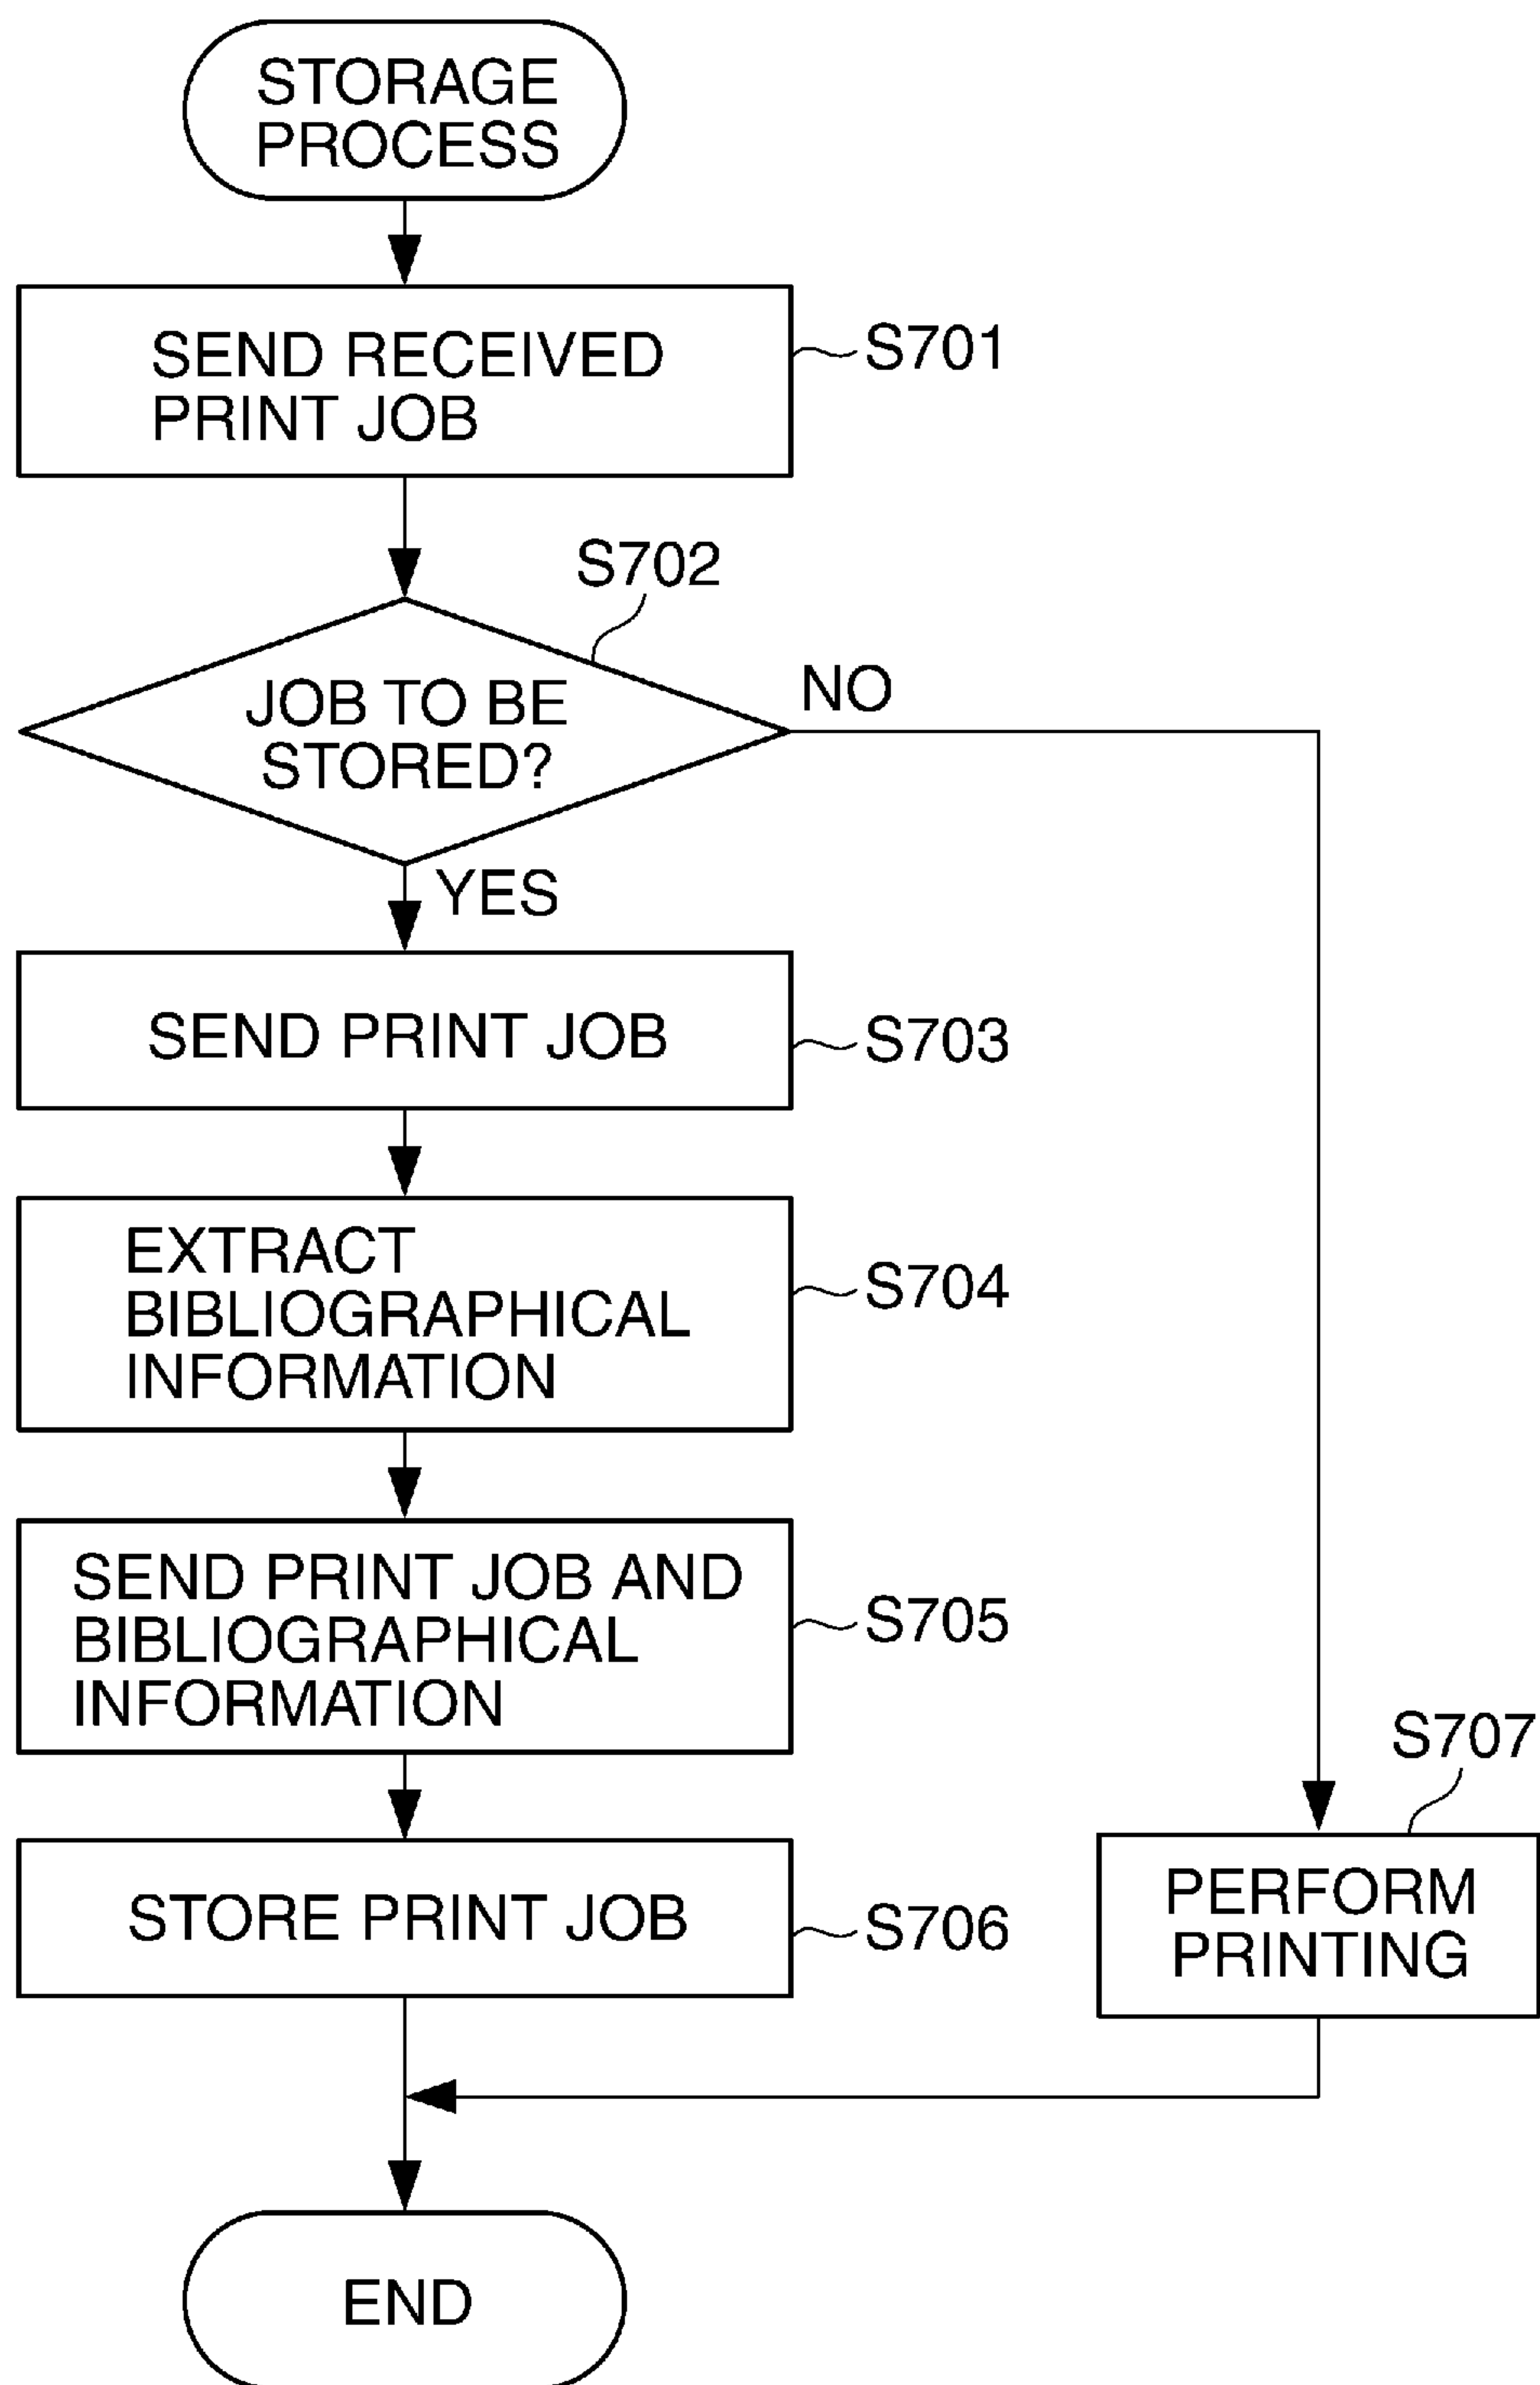 STORAGE
PROCESS
SEND RECEIVED
PRINT JOB
S701
S702
JOB TO BE
STORED?
NO
YES
SEND PRINT JOB
S703
EXTRACT
BIBLIOGRAPHICAL
INFORMATION
S704
SEND PRINT JOB AND
BIBLIOGRAPHICAL
INFORMATION
S705
STORE PRINT JOB
S706
S707
PERFORM
PRINTING
END